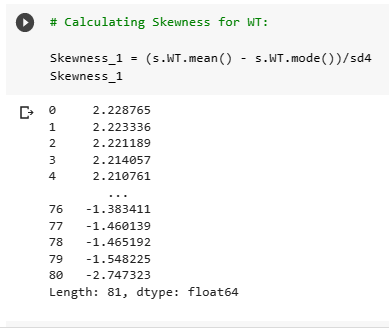 # Calculating Skewness for WT:
Skewness_1 = (s.WT.mean() - s.WT.mode())/sd4
Skewness_1
0 2.228765
1 2.223336
2 2.221189
3 2.214057
4 2.210761
...
76 -1.383411
77 -1.460139
78 -1.465192
79 -1.548225
80 -2.747323
Length: 81, dtype: float64